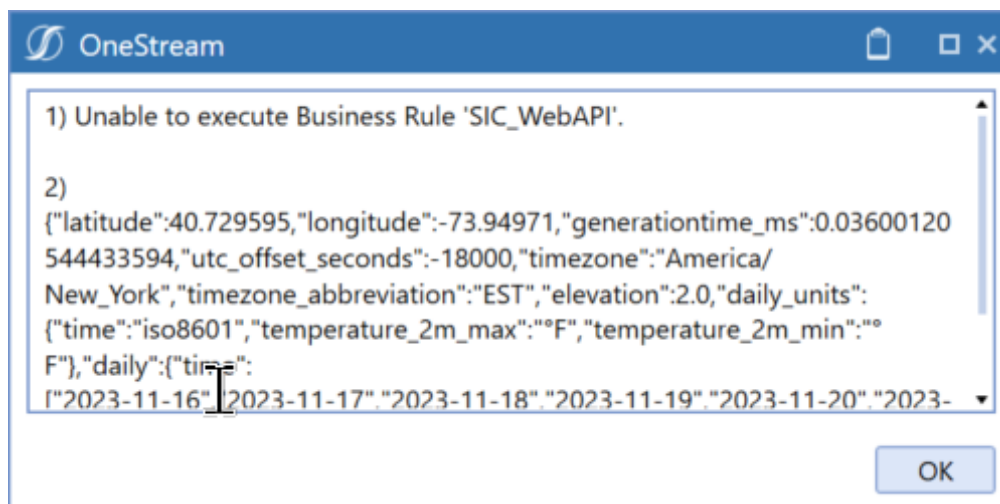 OneStream
1) Unable to execute Business Rule 'SIC_WebAPI'.
2)
{"latitude":40.729595,"longitude":-73.94971,"generationtime_ms":0.03600120
544433594,"utc_offset_seconds":-18000,"timezone":"America/
New_York","timezone_abbreviation":"EST","elevation":2.0,"daily_units":
{"time":"iso8601","temperature_2m_max":"°F","temperature_2m_min":"°
F"},"daily":{"time":
["2023-11-16","2023-11-17","2023-11-18","2023-11-19","2023-11-20","2023-
OK